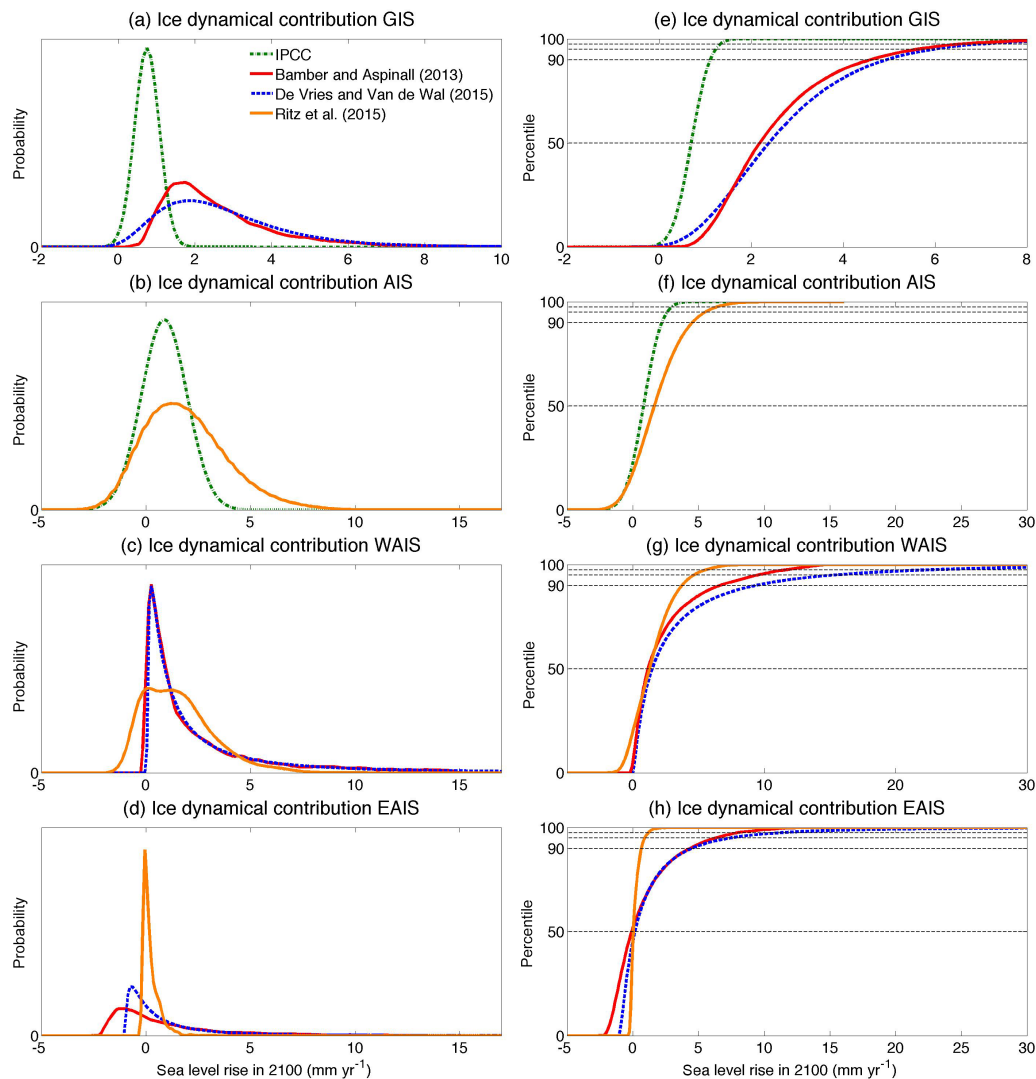 (a) Ice dynamical contribution GIS
Probability
0
-2 0 2 4 6 8 10
IPCC
Bamber and Aspinall (2013)
De Vries and Van de Wal (2015)
Ritz et al. (2015)
(e) Ice dynamical contribution GIS
Percentile
100
90
50
0
-2 0 2 4 6 8
(b) Ice dynamical contribution AIS
Probability
0
-5 0 5 10 15
(f) Ice dynamical contribution AIS
Percentile
100
90
50
0
-5 0 5 10 15 20 25 30
(c) Ice dynamical contribution WAIS
Probability
0
-5 0 5 10 15
(g) Ice dynamical contribution WAIS
Percentile
100
90
50
0
-5 0 5 10 15 20 25 30
(d) Ice dynamical contribution EAIS
Probability
0
-5 0 5 10 15
Sea level rise in 2100 (mm yr⁻¹)
(h) Ice dynamical contribution EAIS
Percentile
100
90
50
0
-5 0 5 10 15 20 25 30
Sea level rise in 2100 (mm yr⁻¹)